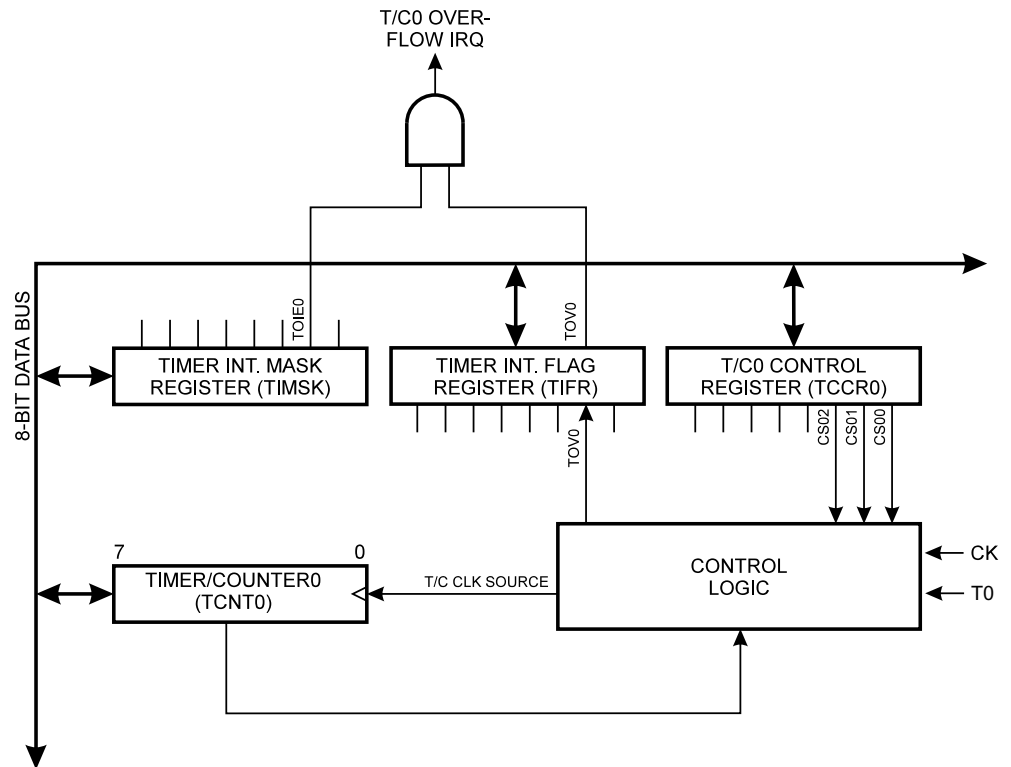 T/C0 OVER-
FLOW IRQ
8-BIT DATA BUS
TOIE0
TOV0
TIMER INT. MASK
REGISTER (TIMSK)
TIMER INT. FLAG
REGISTER (TIFR)
T/C0 CONTROL
REGISTER (TCCR0)
TOV0
CS02
CS01
CS00
7
0
TIMER/COUNTER0
(TCNT0)
T/C CLK SOURCE
CONTROL
LOGIC
CK
T0